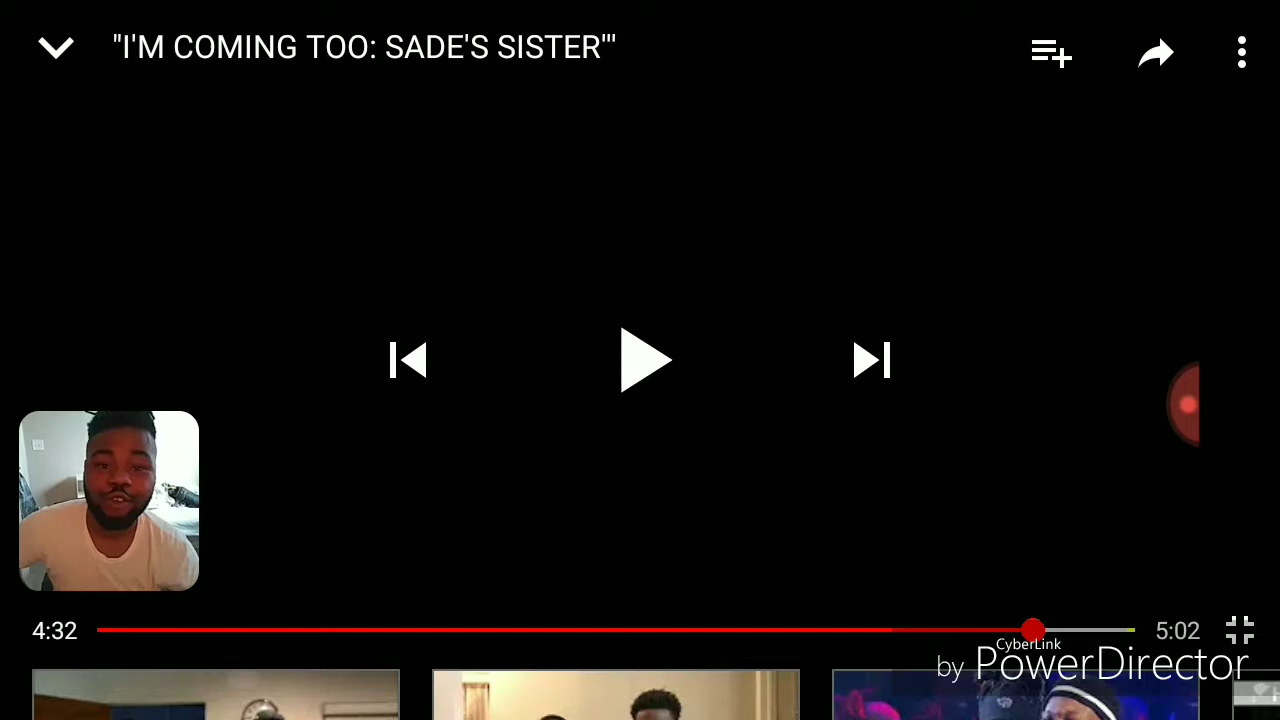 "I'M COMING TOO: SADE'S SISTER'"
4:32
5:02
CyberLink
by PowerDirector